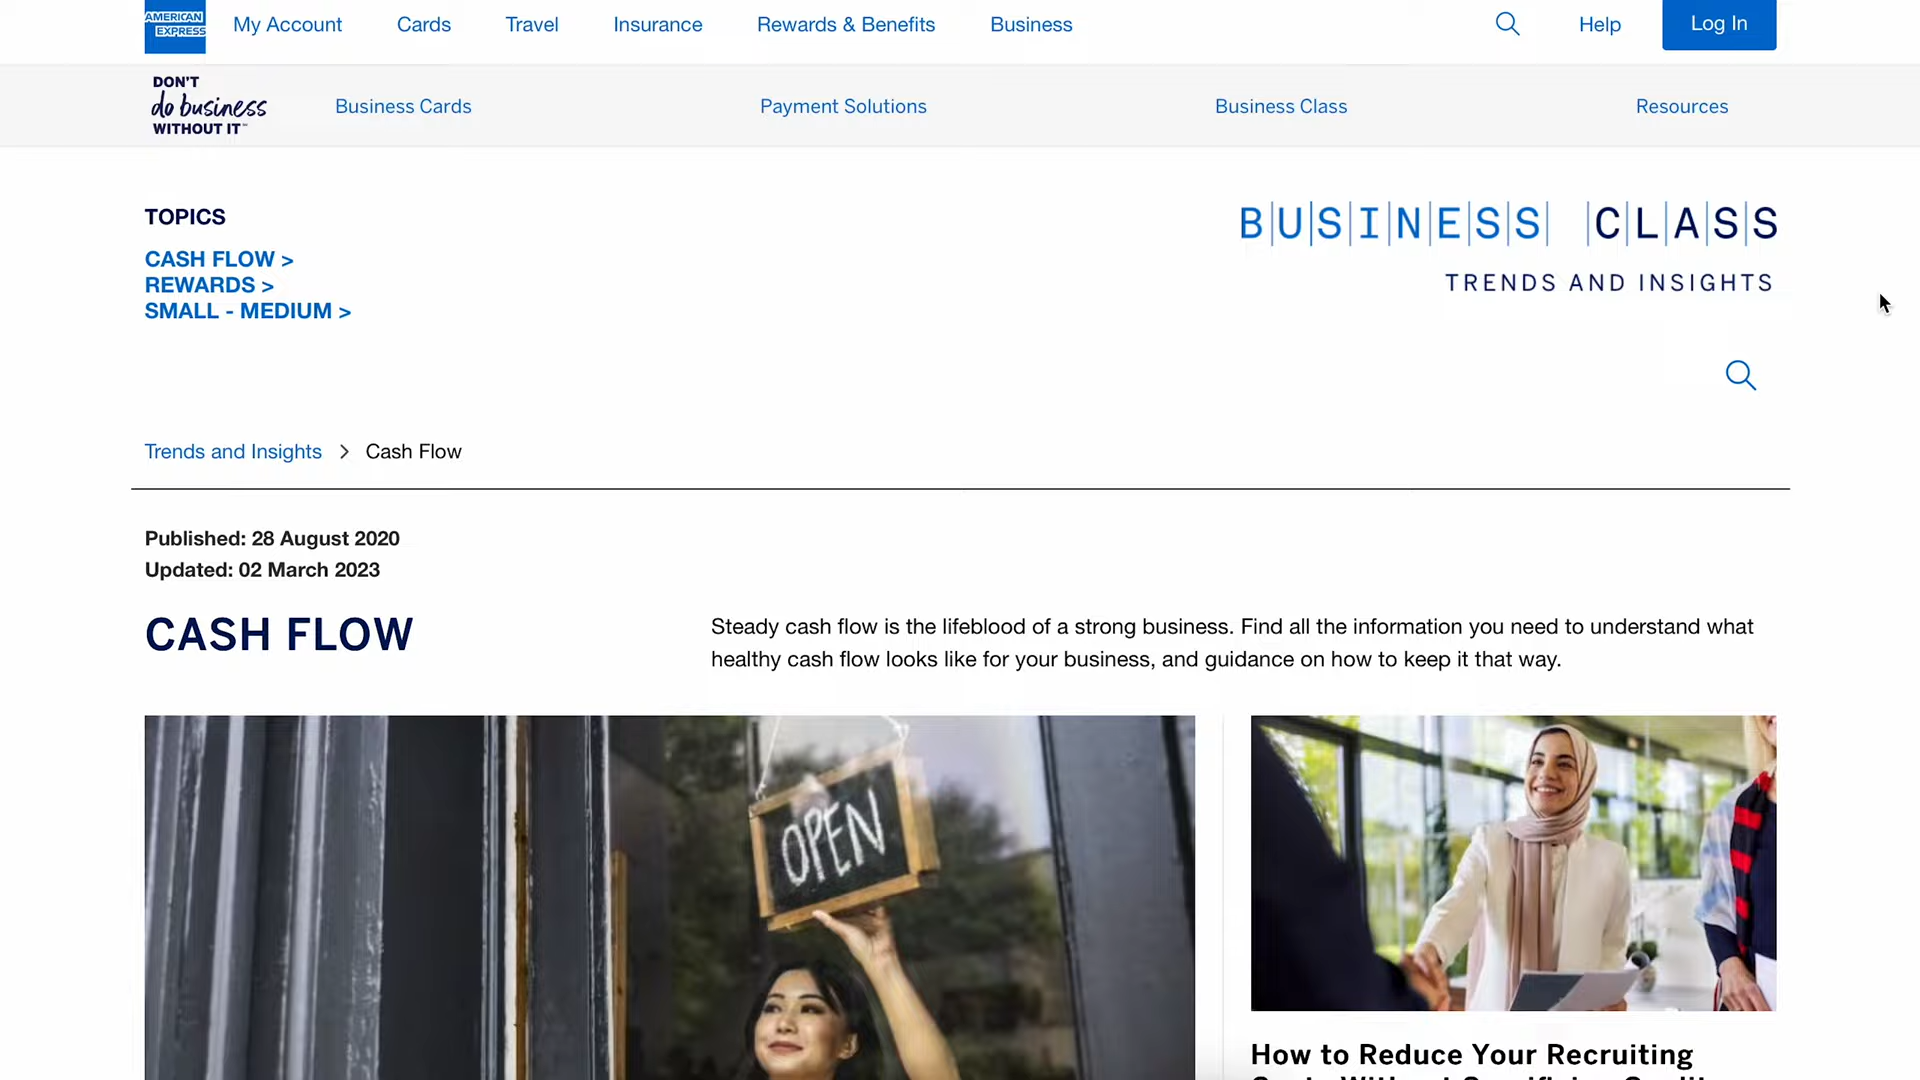 AMERICAN
EXPRESS
My Account
Cards
Travel
Insurance
Rewards & Benefits
Business
Help
Log In
DON'T
do business
WITHOUT IT™
Business Cards
Payment Solutions
Business Class
Resources
TOPICS
CASH FLOW >
REWARDS >
SMALL - MEDIUM >
BUSINESS CLASS
TRENDS AND INSIGHTS
Trends and Insights > Cash Flow
Published: 28 August 2020
Updated: 02 March 2023
CASH FLOW
Steady cash flow is the lifeblood of a strong business. Find all the information you need to understand what
healthy cash flow looks like for your business, and guidance on how to keep it that way.
OPEN
How to Reduce Your Recruiting